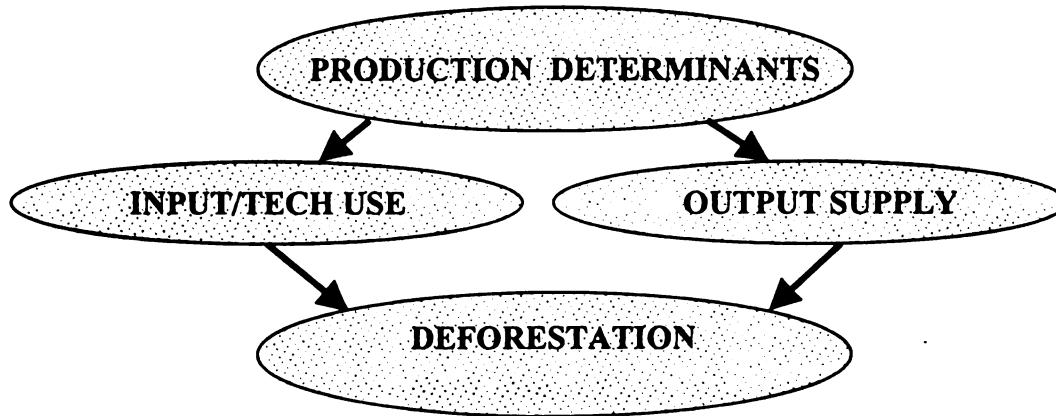 PRODUCTION DETERMINANTS
INPUT/TECH USE
OUTPUT SUPPLY
DEFORESTATION